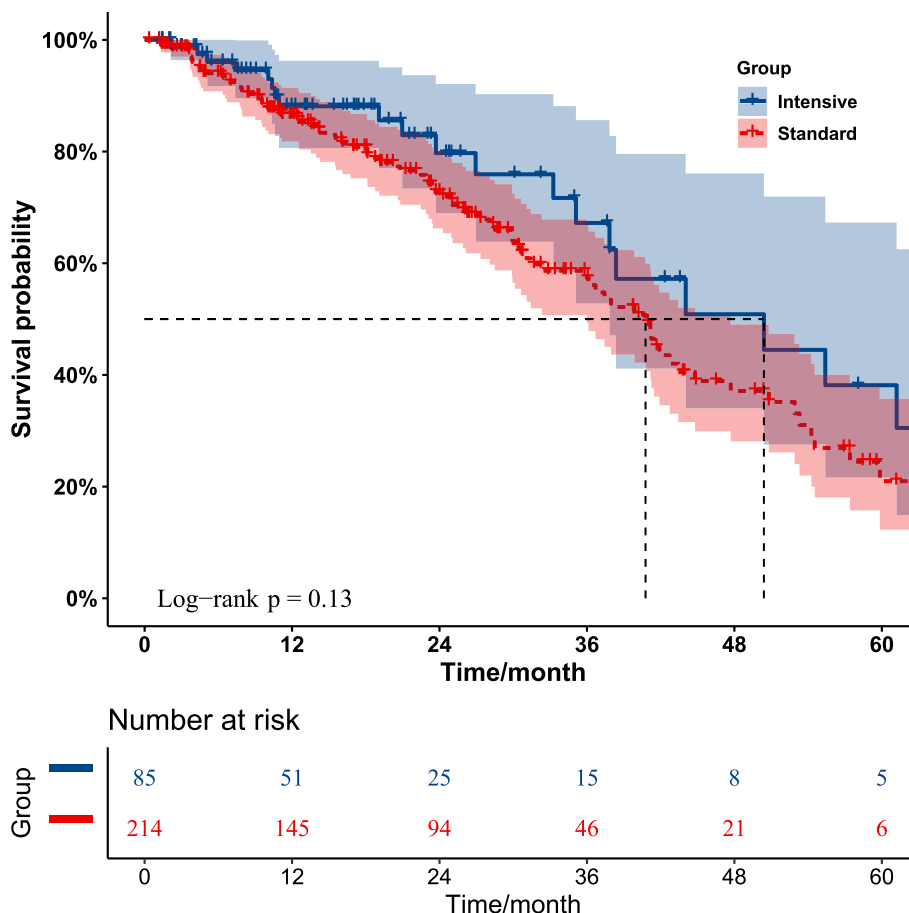 100%
80%
60%
40%
20%
0%
Survival probability
Group
Intensive
Standard
Log−rank p = 0.13
0 12 24 36 48 60
Time/month
Number at risk
Group
85 51 25 15 8 5
214 145 94 46 21 6
0 12 24 36 48 60
Time/month